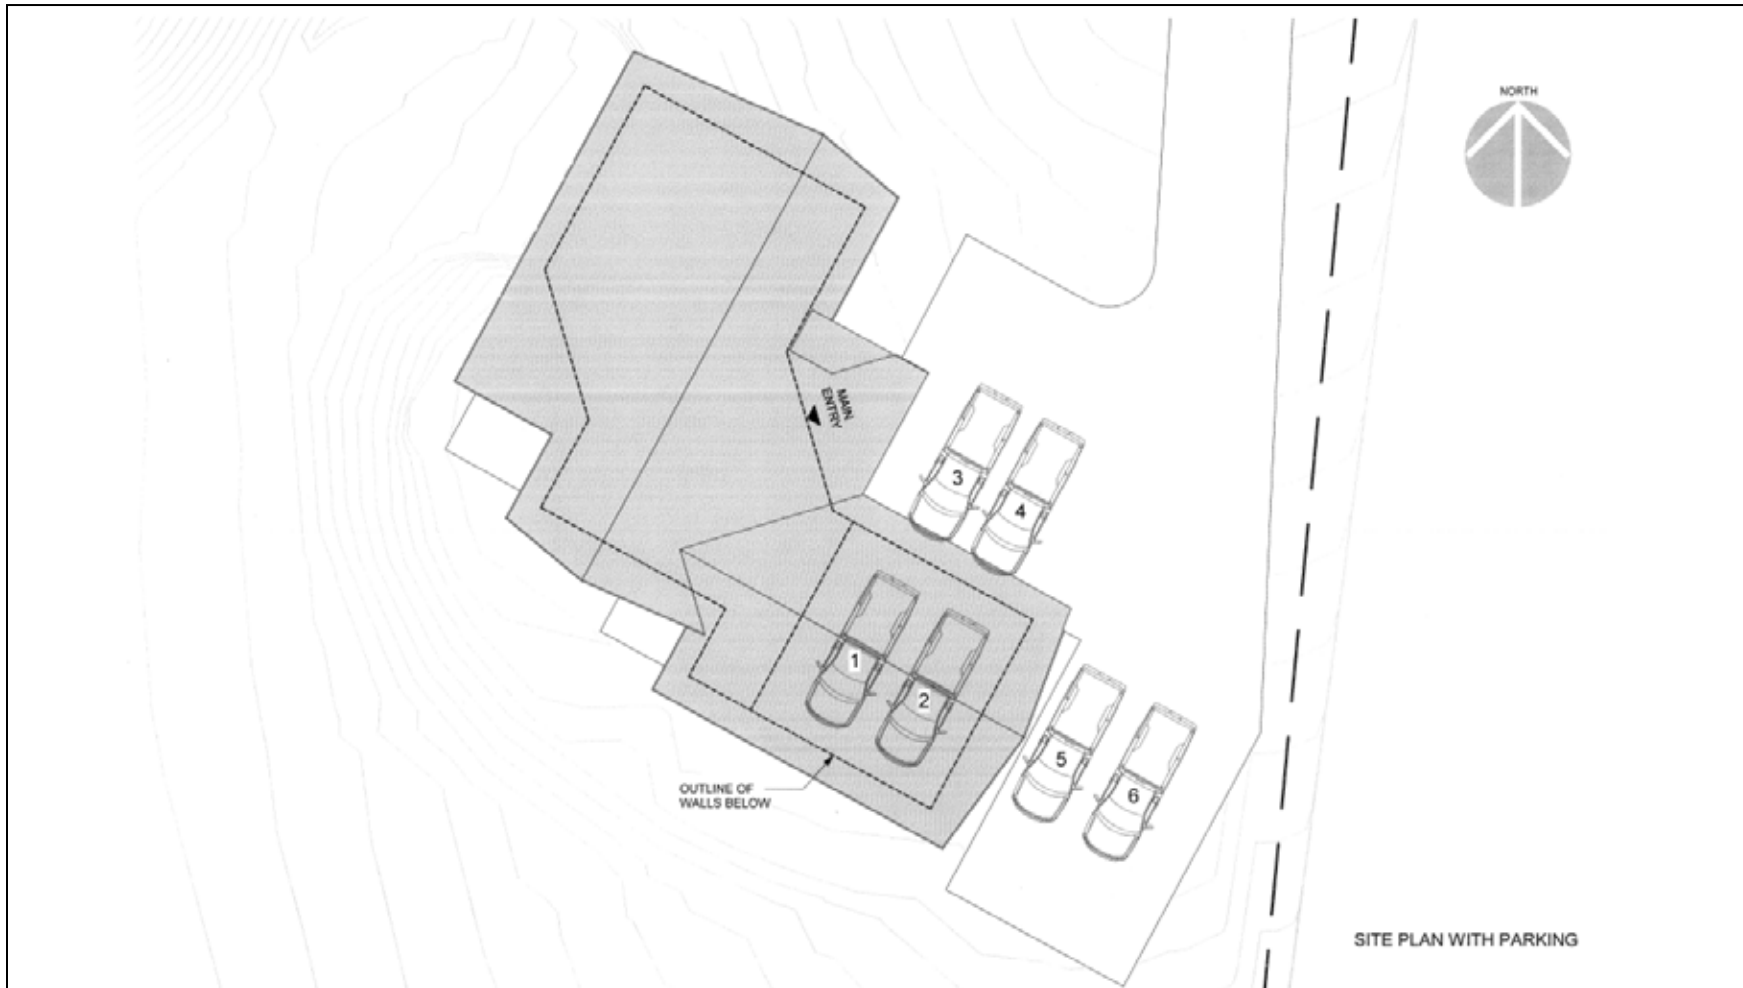 NORTH
MAIN
ENTRY
3
4
1
2
5
6
OUTLINE OF
WALLS BELOW
SITE PLAN WITH PARKING